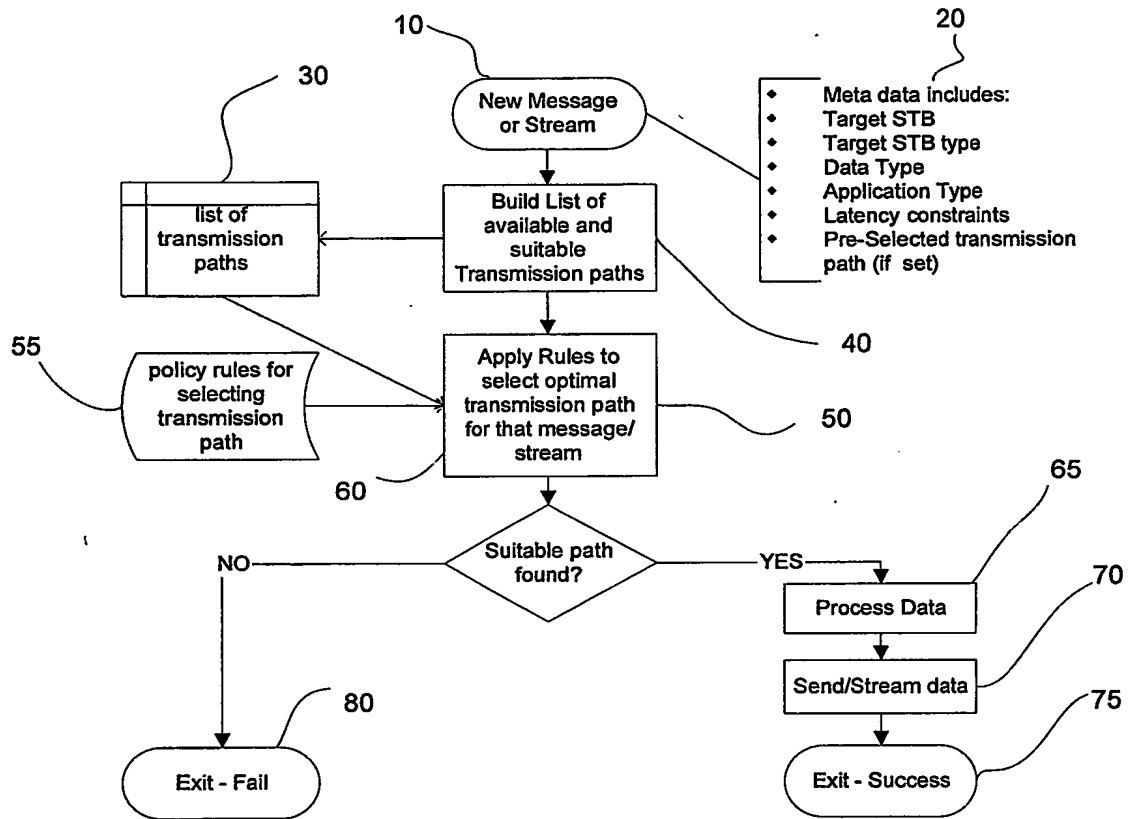 10
20
30
New Message
or Stream
◆ Meta data includes:
◆ Target STB
◆ Target STB type
◆ Data Type
◆ Application Type
◆ Latency constraints
◆ Pre-Selected transmission
path (if set)
list of
transmission
paths
Build List of
available and
suitable
Transmission paths
40
55
policy rules for
selecting
transmission
path
Apply Rules to
select optimal
transmission path
for that message/
stream
50
60
65
Suitable path
found?
NO
YES
70
Process Data
Send/Stream data
75
80
Exit - Fail
Exit - Success